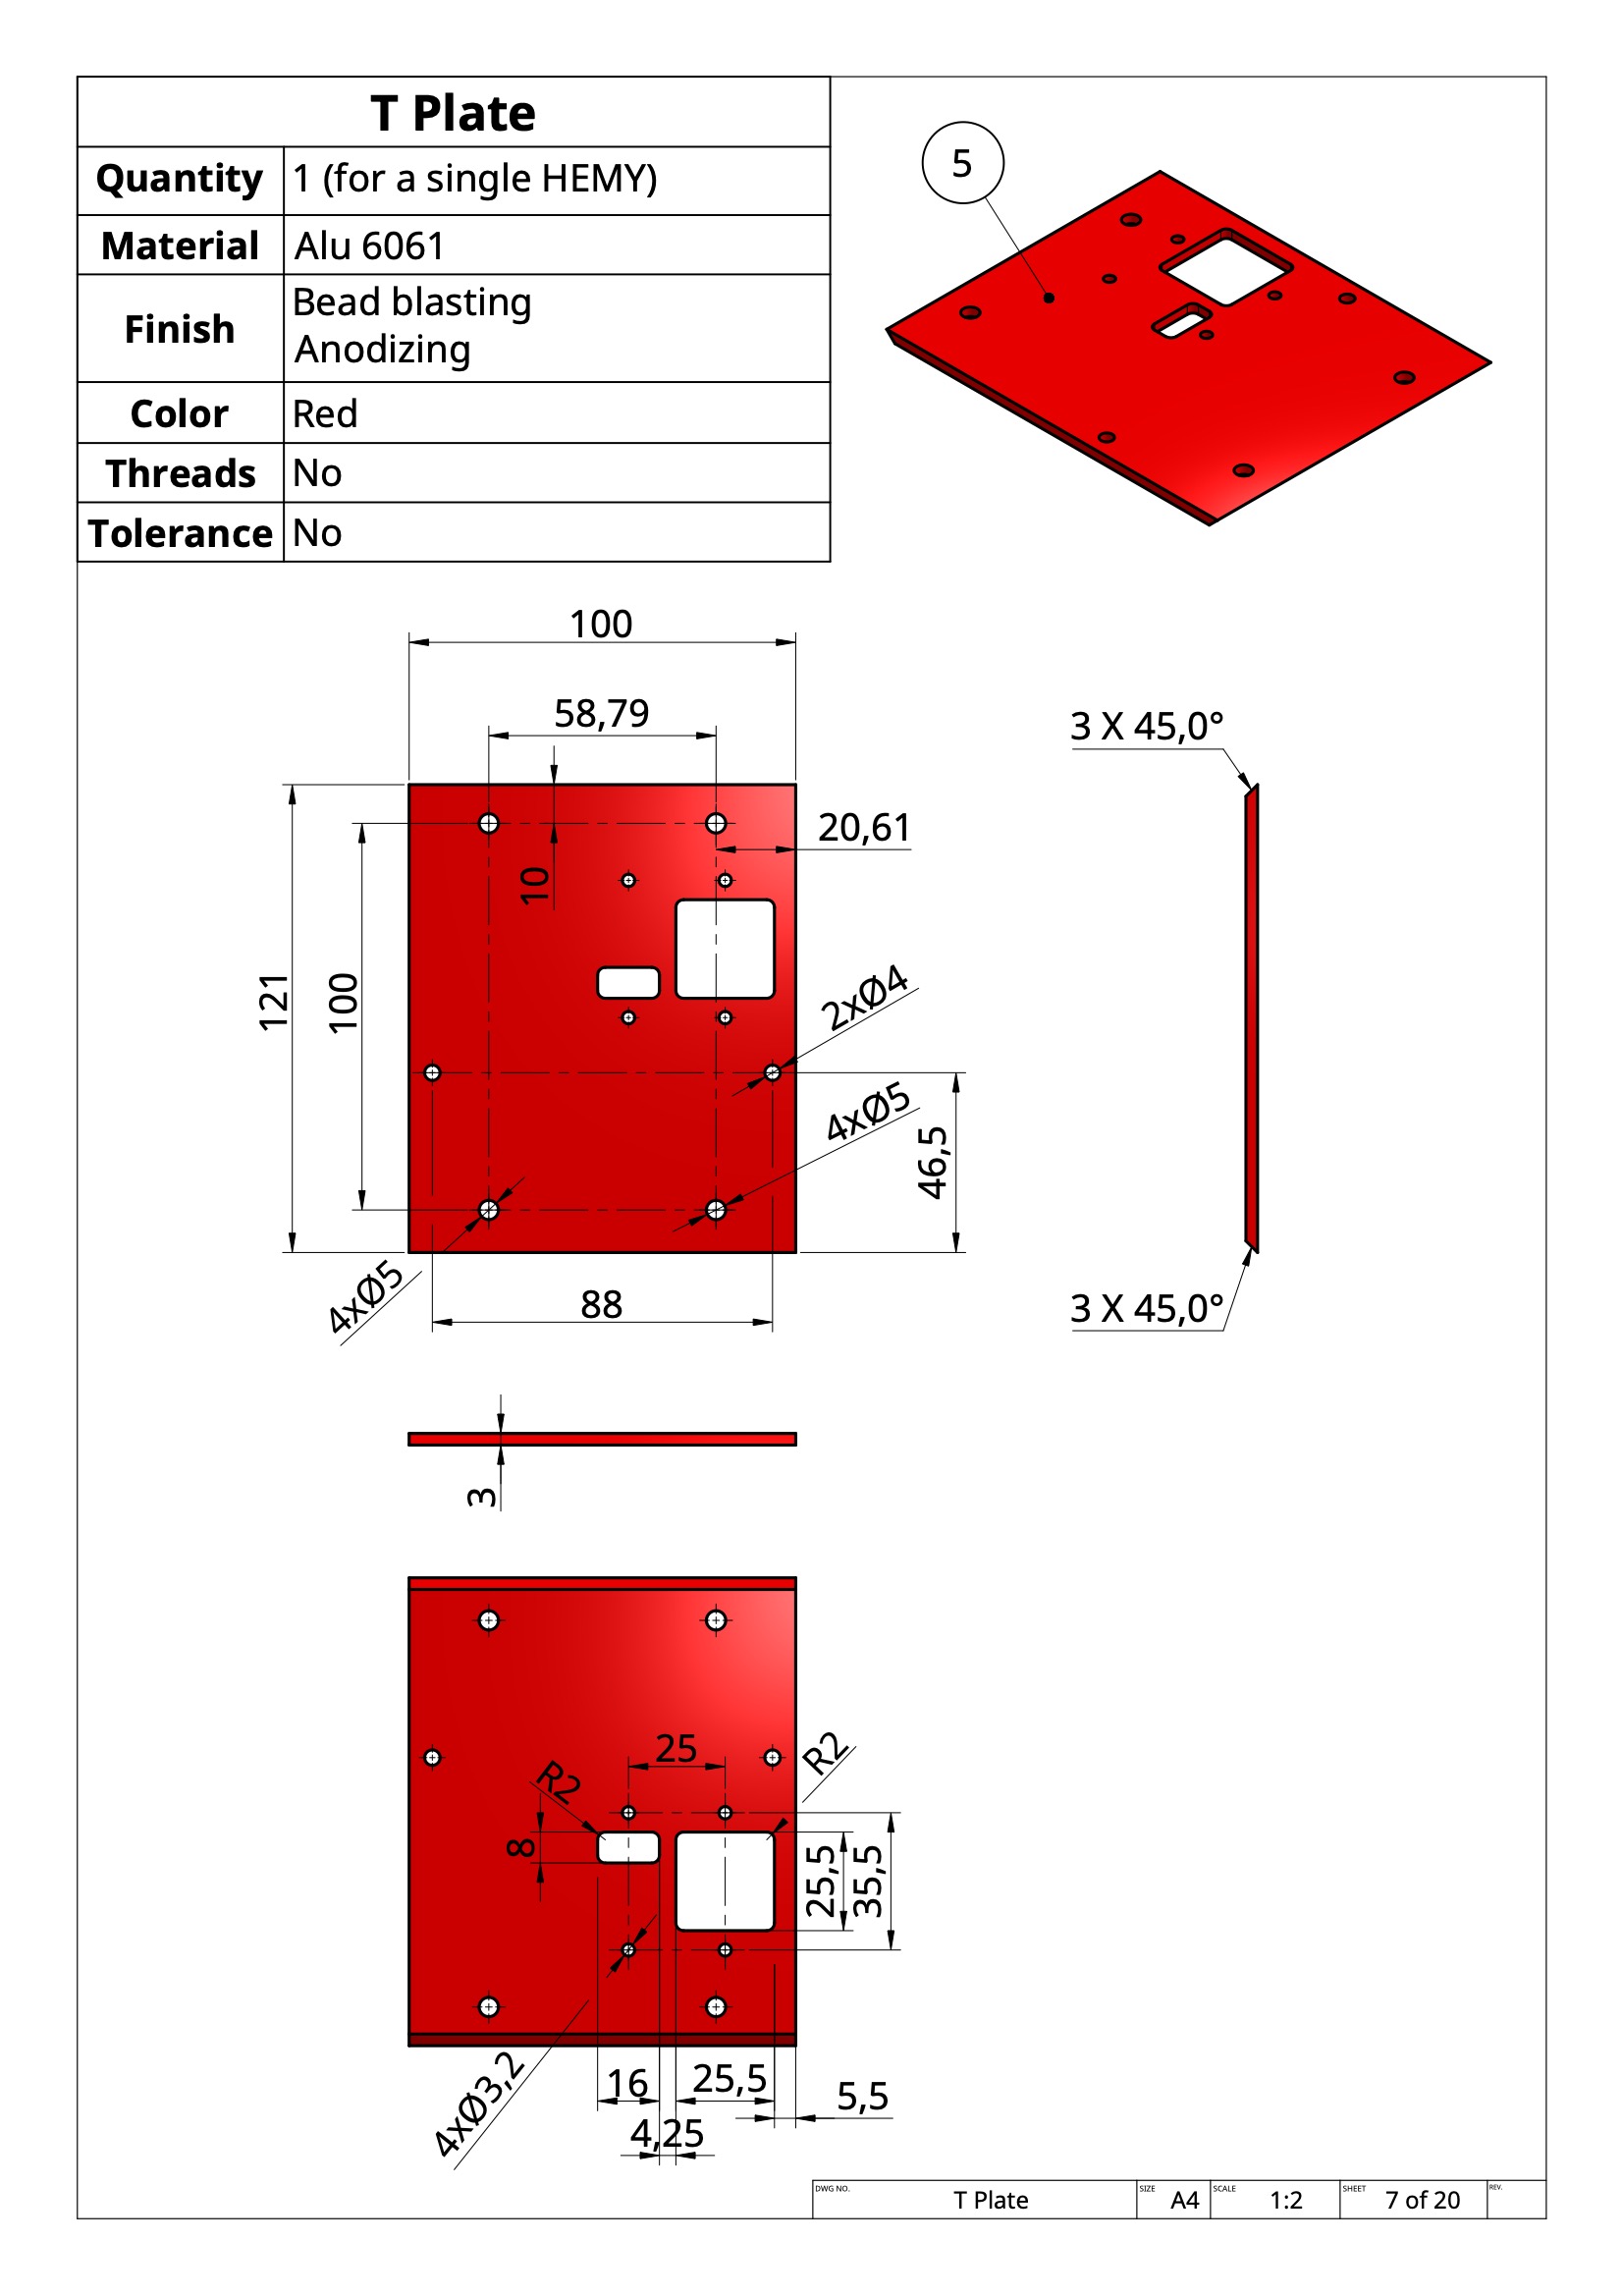 T Plate
Quantity 1 (for a single HEMY)
Material Alu 6061
Finish Bead blasting
Anodizing
Color Red
Threads No
Tolerance No
5
100
58,79
3 X 45,0°
20,61
10
121
100
2xØ4
4xØ5
46,5
4xØ5
88
3 X 45,0°
3
25
R2
R2
8
25,5
35,5
4xØ3,2
16
25,5
5,5
4,25
DWG NO. T Plate SIZE A4 SCALE 1:2 SHEET 7 of 20 REV.